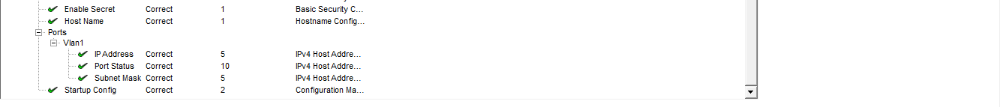 Enable Secret Correct 1 Basic Security C...
Host Name Correct 1 Hostname Config...
Ports
Vlan1
IP Address Correct 5 IPv4 Host Addre...
Port Status Correct 10 IPv4 Host Addre...
Subnet Mask Correct 5 IPv4 Host Addre...
Startup Config Correct 2 Configuration Ma...